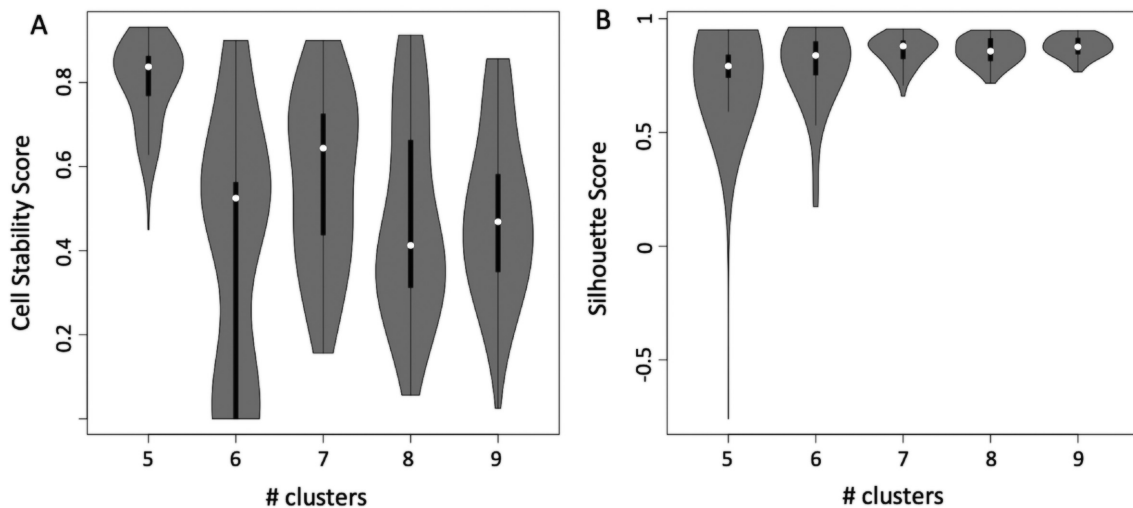 A
Cell Stability Score
0.8
0.6
0.4
0.2
5 6 7 8 9
# clusters
B
Silhouette Score
1
0.5
0
-0.5
5 6 7 8 9
# clusters